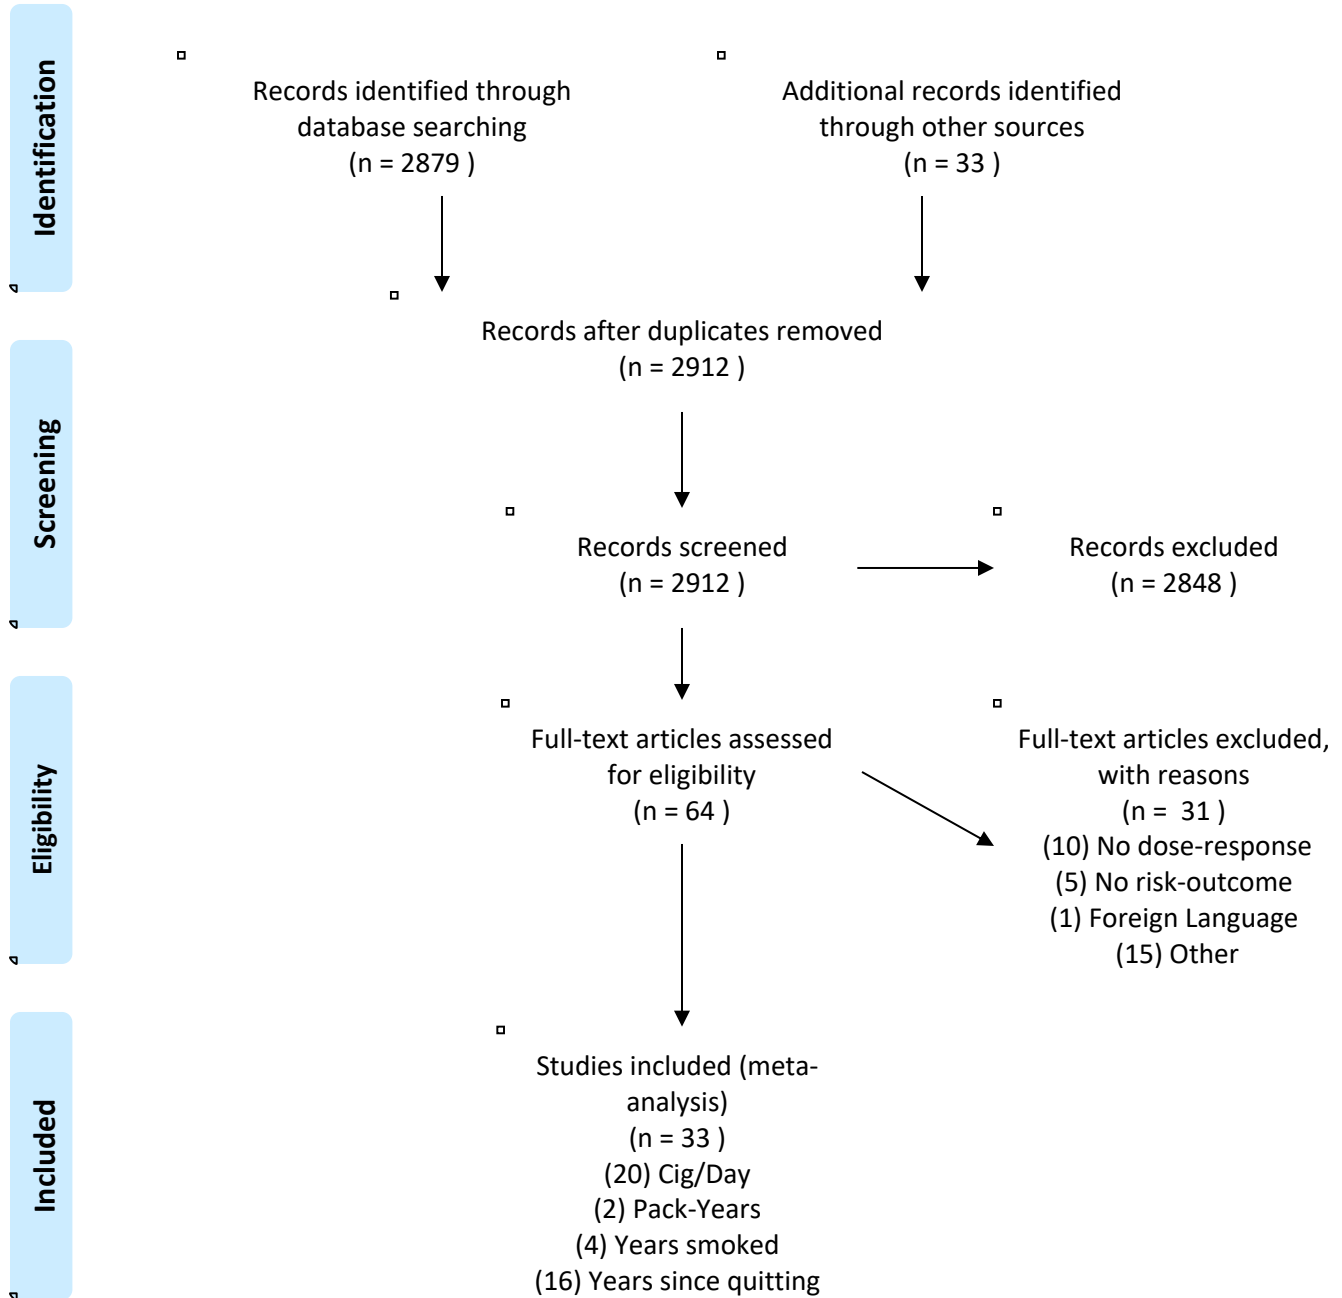 Identification
Records identified through
database searching
(n = 2879 )
Additional records identified
through other sources
(n = 33 )
Records after duplicates removed
(n = 2912 )
Screening
Records screened
(n = 2912 )
Records excluded
(n = 2848 )
Eligibility
Full-text articles assessed
for eligibility
(n = 64 )
Full-text articles excluded,
with reasons
(n =  31 )
(10) No dose-response
(5) No risk-outcome
(1) Foreign Language
(15) Other
Included
Studies included (meta-
analysis)
(n = 33 )
(20) Cig/Day
(2) Pack-Years
(4) Years smoked
(16) Years since quitting